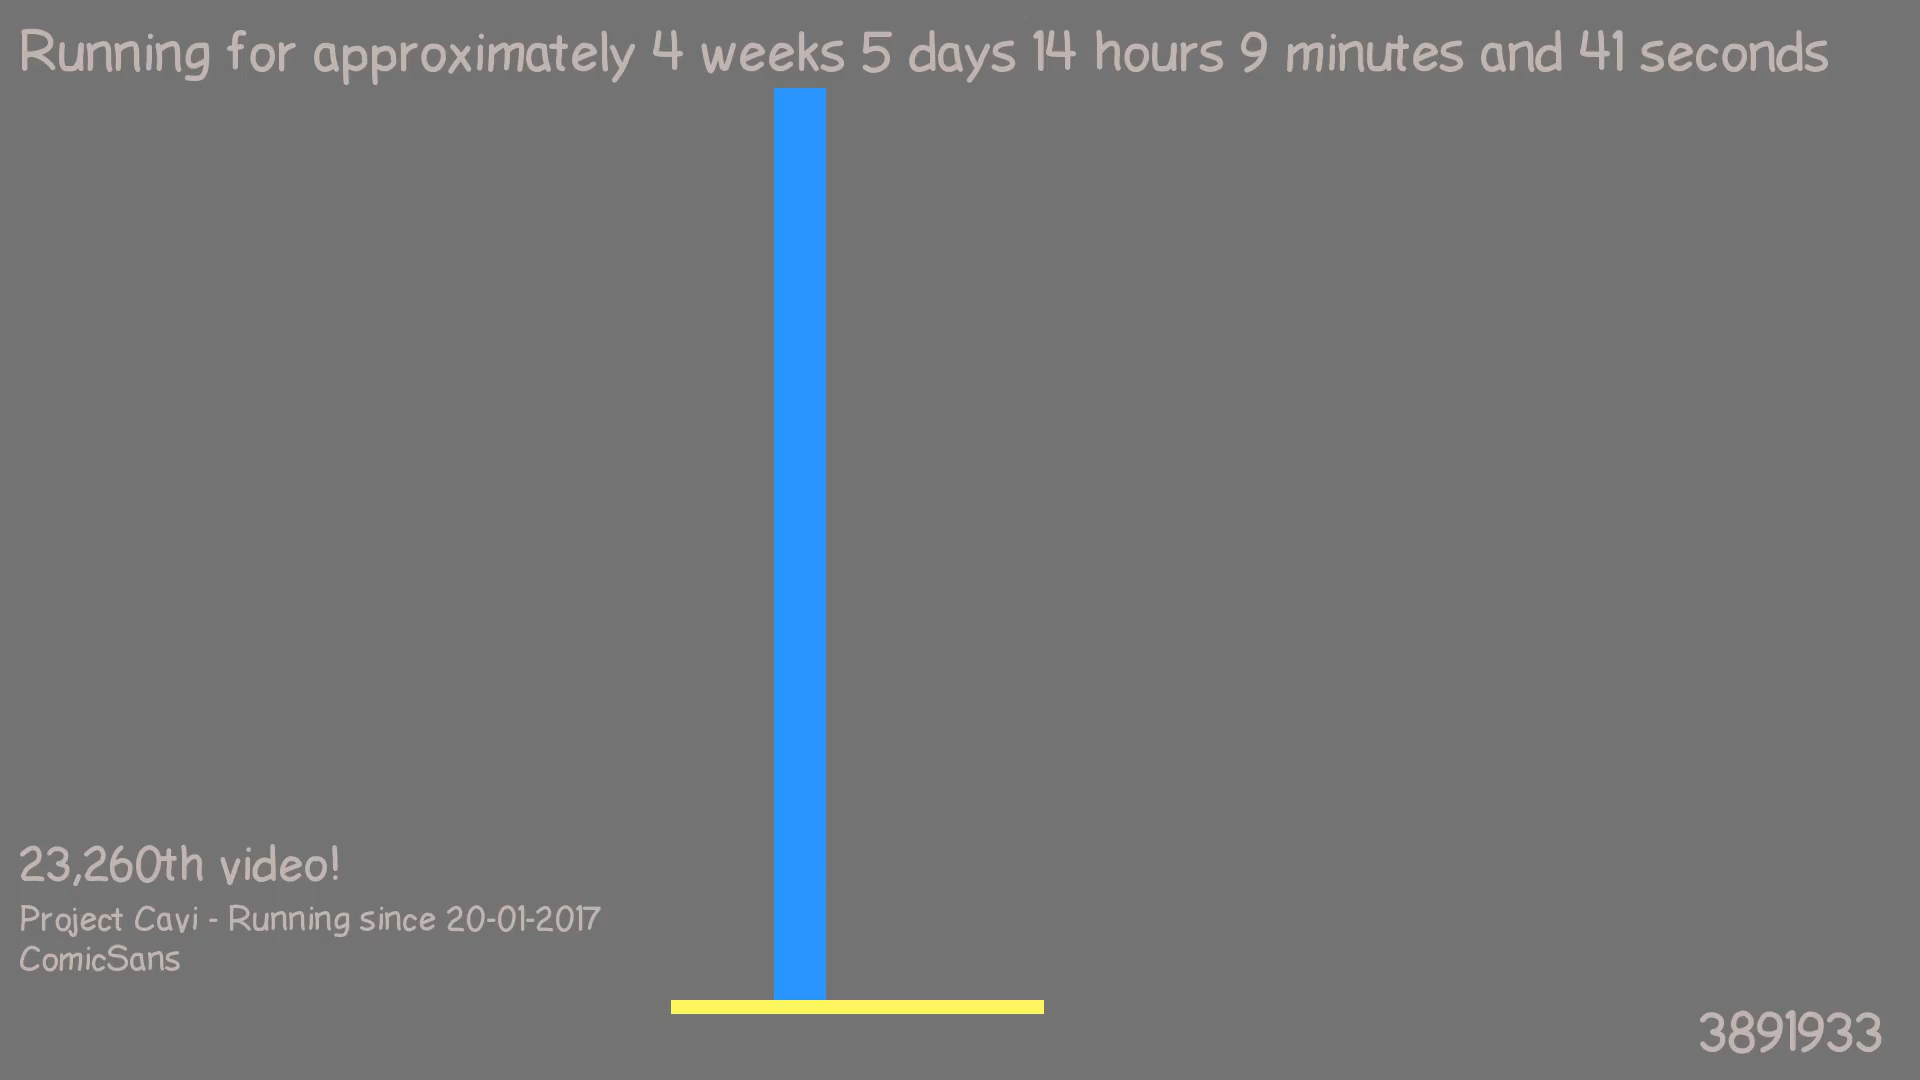 Running for approximately 4 weeks 5 days 14 hours 9 minutes and 41 seconds
23,260th video!
Project Cavi - Running since 20-01-2017
ComicSans
3891933